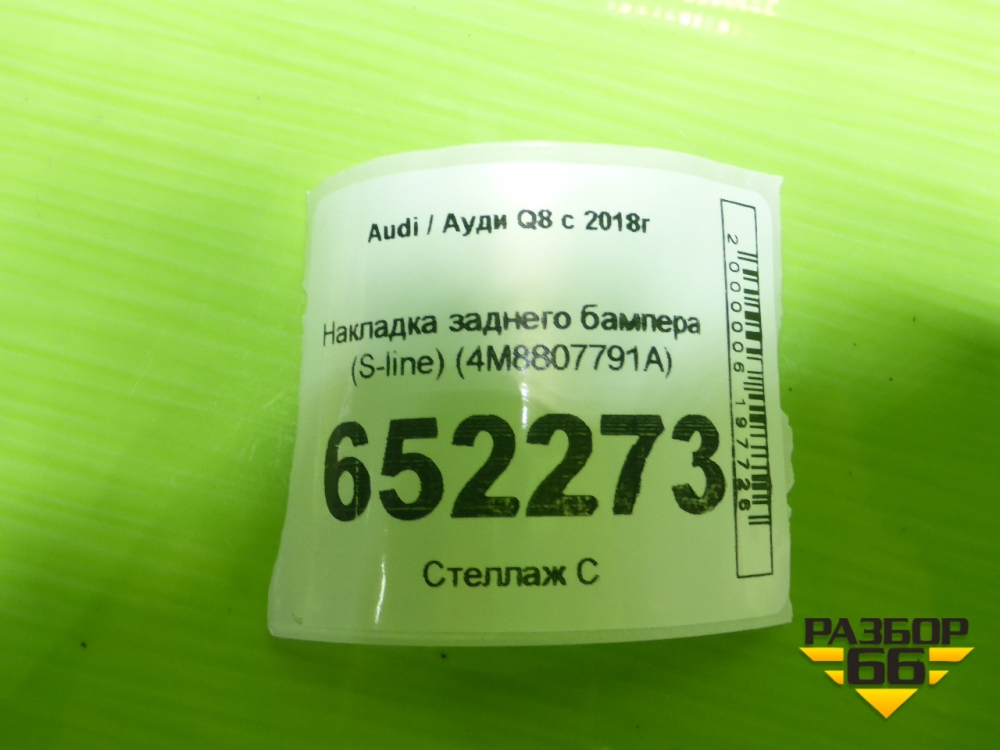 Audi / Ауди Q8 с 2018г
Накладка заднего бампера
(S-line) (4M8807791A)
652273
Стеллаж С
2000006197726
РАЗБОР
66